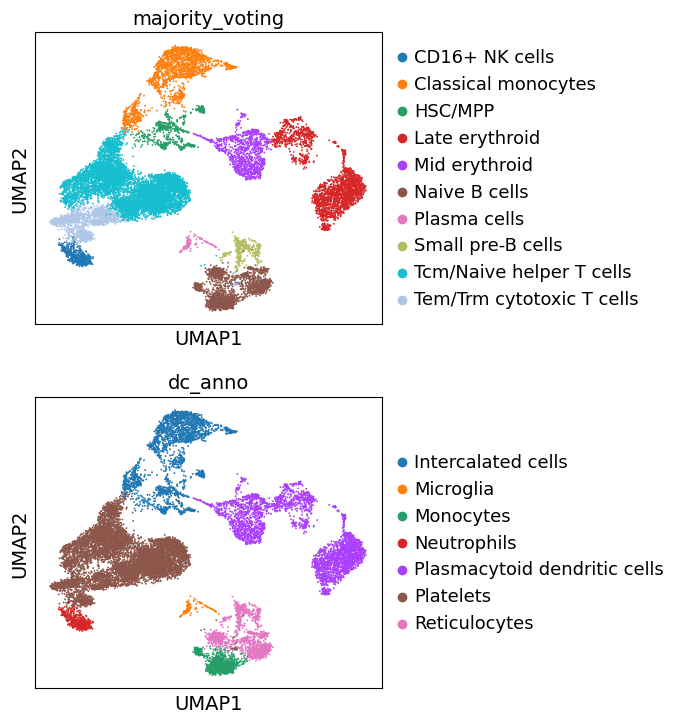 majority_voting
UMAP2
UMAP1
CD16+ NK cells
Classical monocytes
HSC/MPP
Late erythroid
Mid erythroid
Naive B cells
Plasma cells
Small pre-B cells
Tcm/Naive helper T cells
Tem/Trm cytotoxic T cells
dc_anno
UMAP2
UMAP1
Intercalated cells
Microglia
Monocytes
Neutrophils
Plasmacytoid dendritic cells
Platelets
Reticulocytes